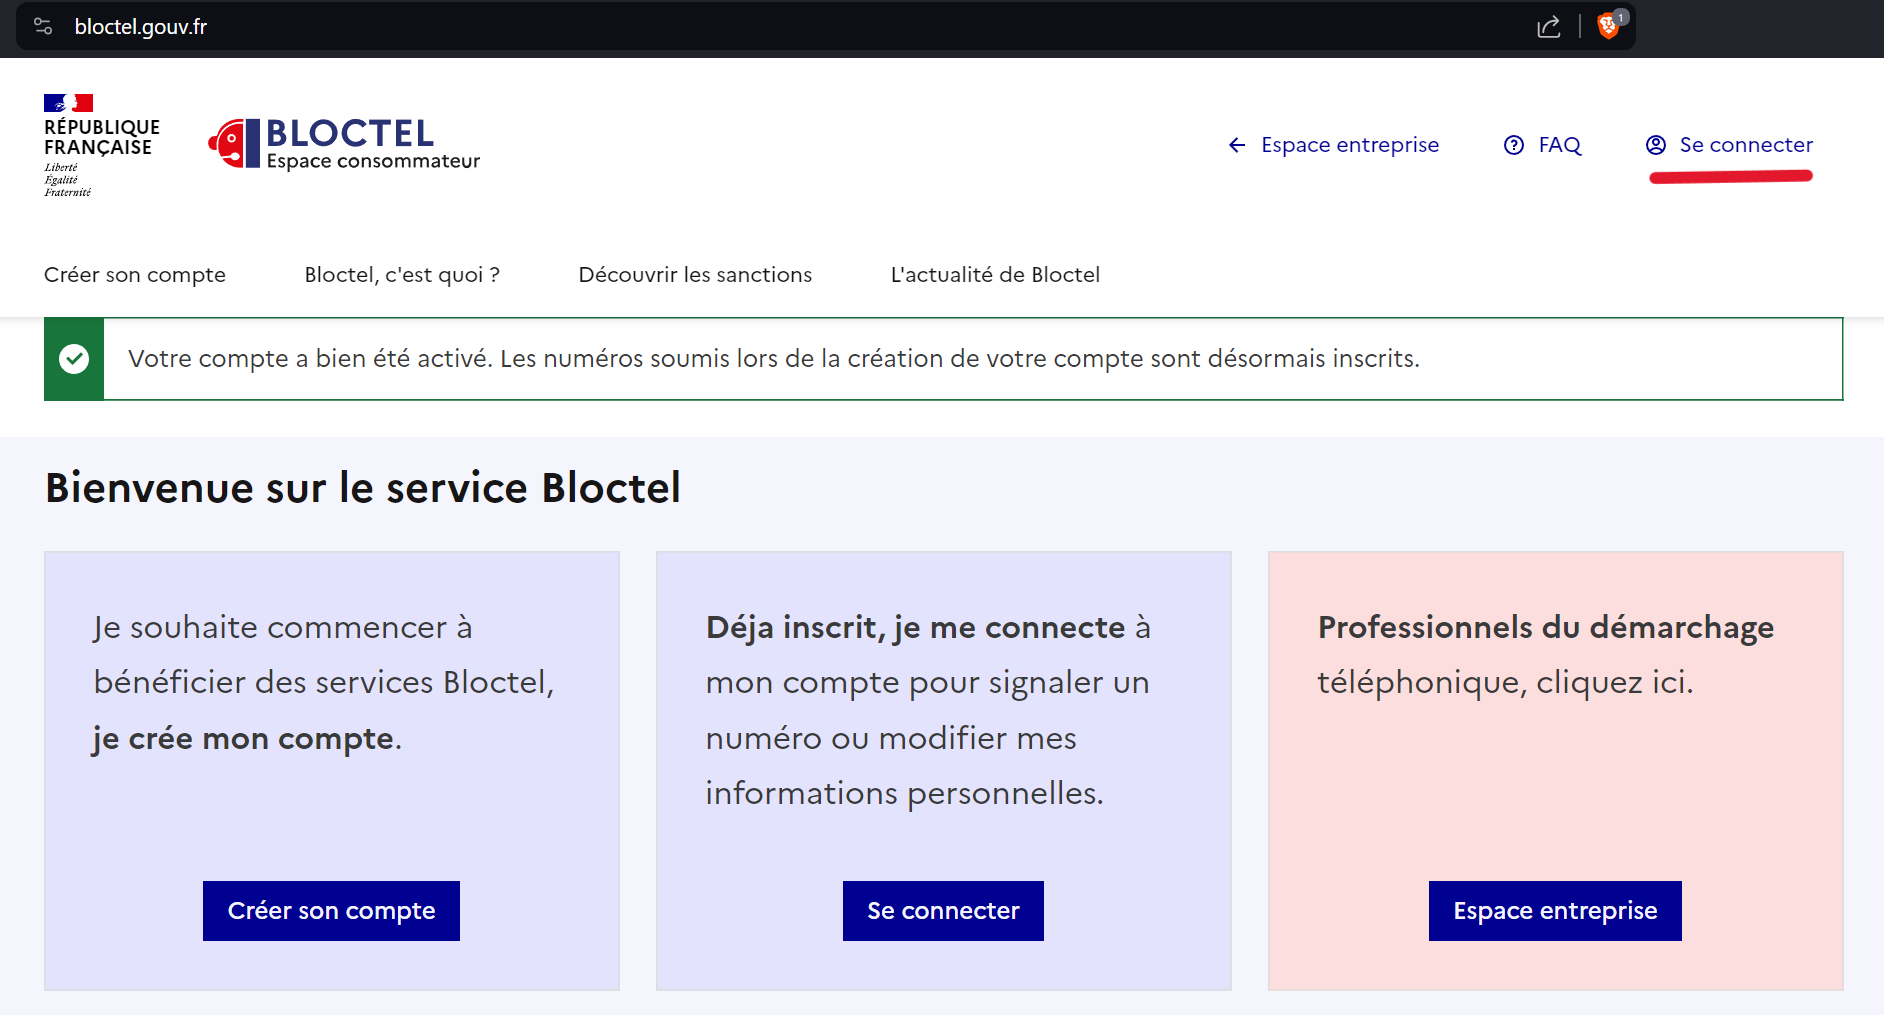 bloctel.gouv.fr
1
RÉPUBLIQUE
FRANÇAISE
Liberté
Égalité
Fraternité
BLOCTEL
Espace consommateur
Espace entreprise
FAQ
Se connecter
Créer son compte
Bloctel, c'est quoi ?
Découvrir les sanctions
L'actualité de Bloctel
Votre compte a bien été activé. Les numéros soumis lors de la création de votre compte sont désormais inscrits.
Bienvenue sur le service Bloctel
Je souhaite commencer à
bénéficier des services Bloctel,
je crée mon compte.
Créer son compte
Déja inscrit, je me connecte à
mon compte pour signaler un
numéro ou modifier mes
informations personnelles.
Se connecter
Professionnels du démarchage
téléphonique, cliquez ici.
Espace entreprise